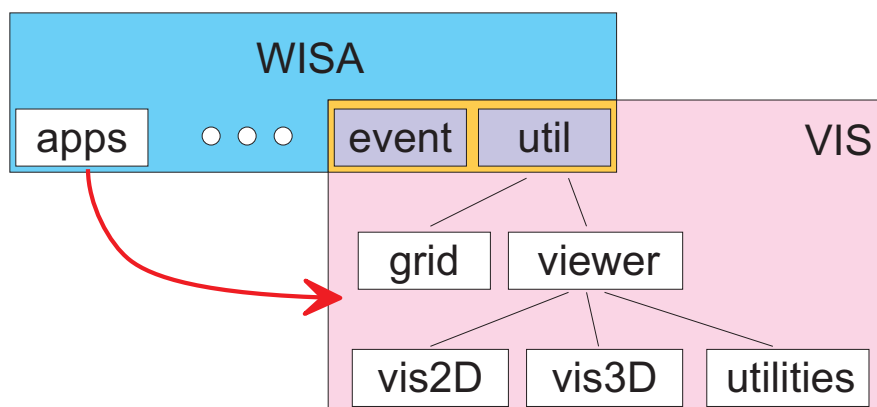 WISA
apps
event
util
VIS
grid
viewer
vis2D
vis3D
utilities